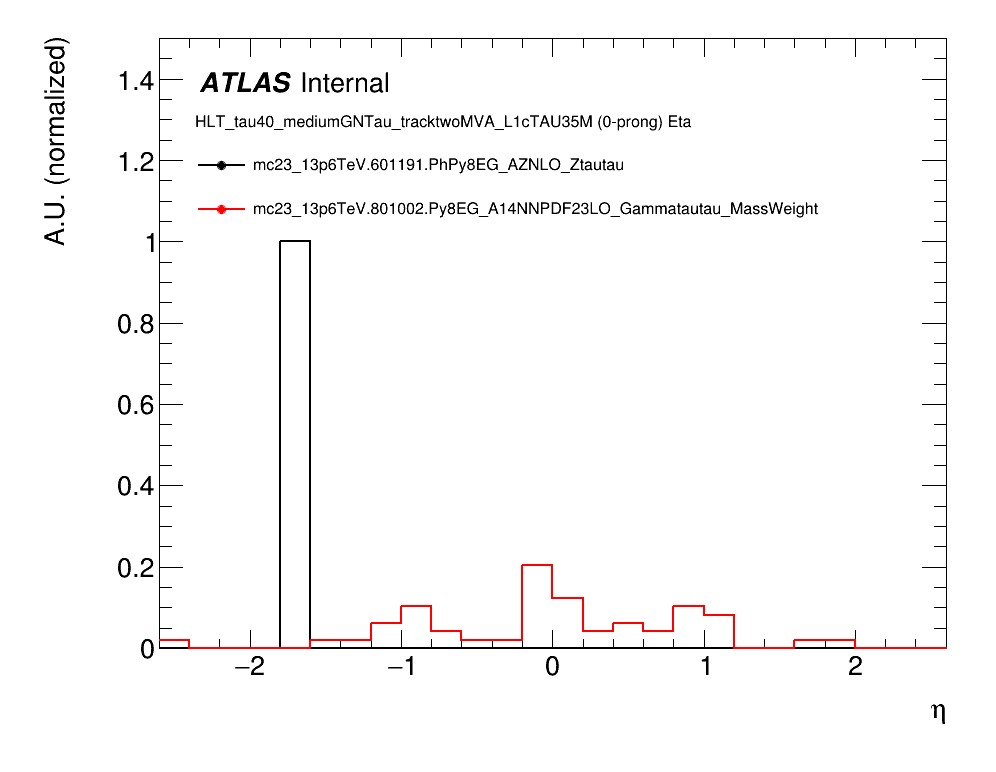 A.U. (normalized)
ATLAS Internal
HLT_tau40_mediumGNTau_tracktwoMVA_L1cTAU35M (0-prong) Eta
mc23_13p6TeV.601191.PhPy8EG_AZNLO_Ztautau
mc23_13p6TeV.801002.Py8EG_A14NNPDF23LO_Gammatautau_MassWeight
1.4
1.2
1
0.8
0.6
0.4
0.2
0
−2 −1 0 1 2
η